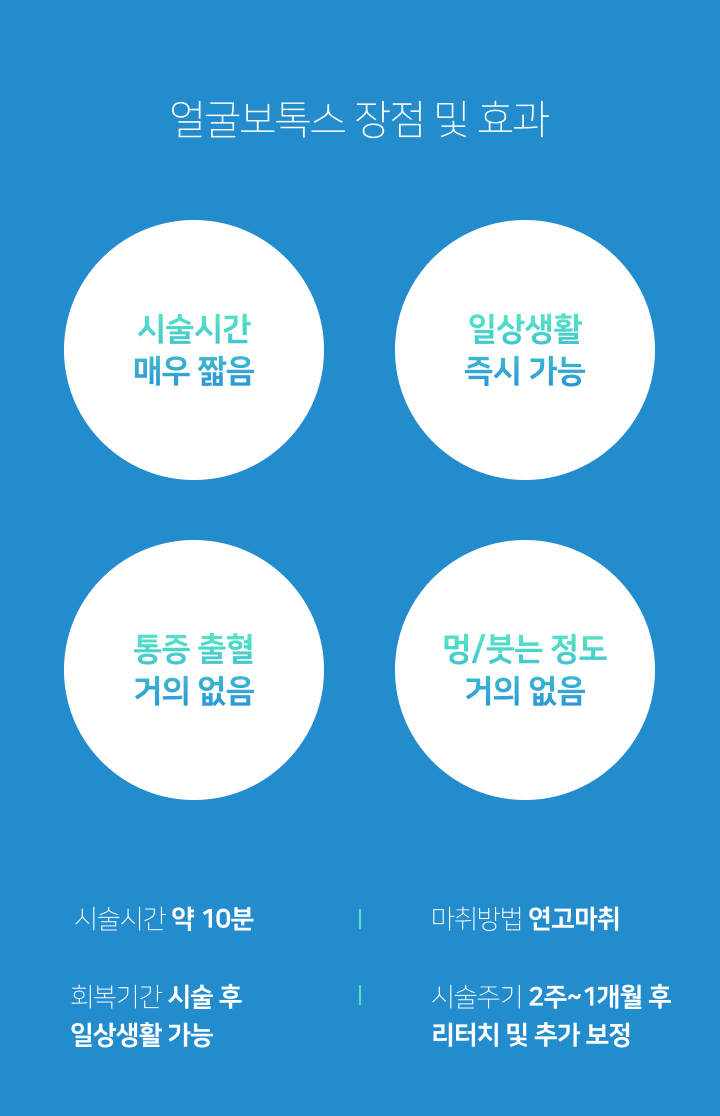 얼굴보톡스 장점 및 효과
시술시간
매우 짧음
일상생활
즉시 가능
통증 출혈
거의 없음
멍/붓는 정도
거의 없음
시술시간 약 10분
마취방법 연고마취
회복기간 시술 후
일상생활 가능
시술주기 2주~1개월 후
리터치 및 추가 보정